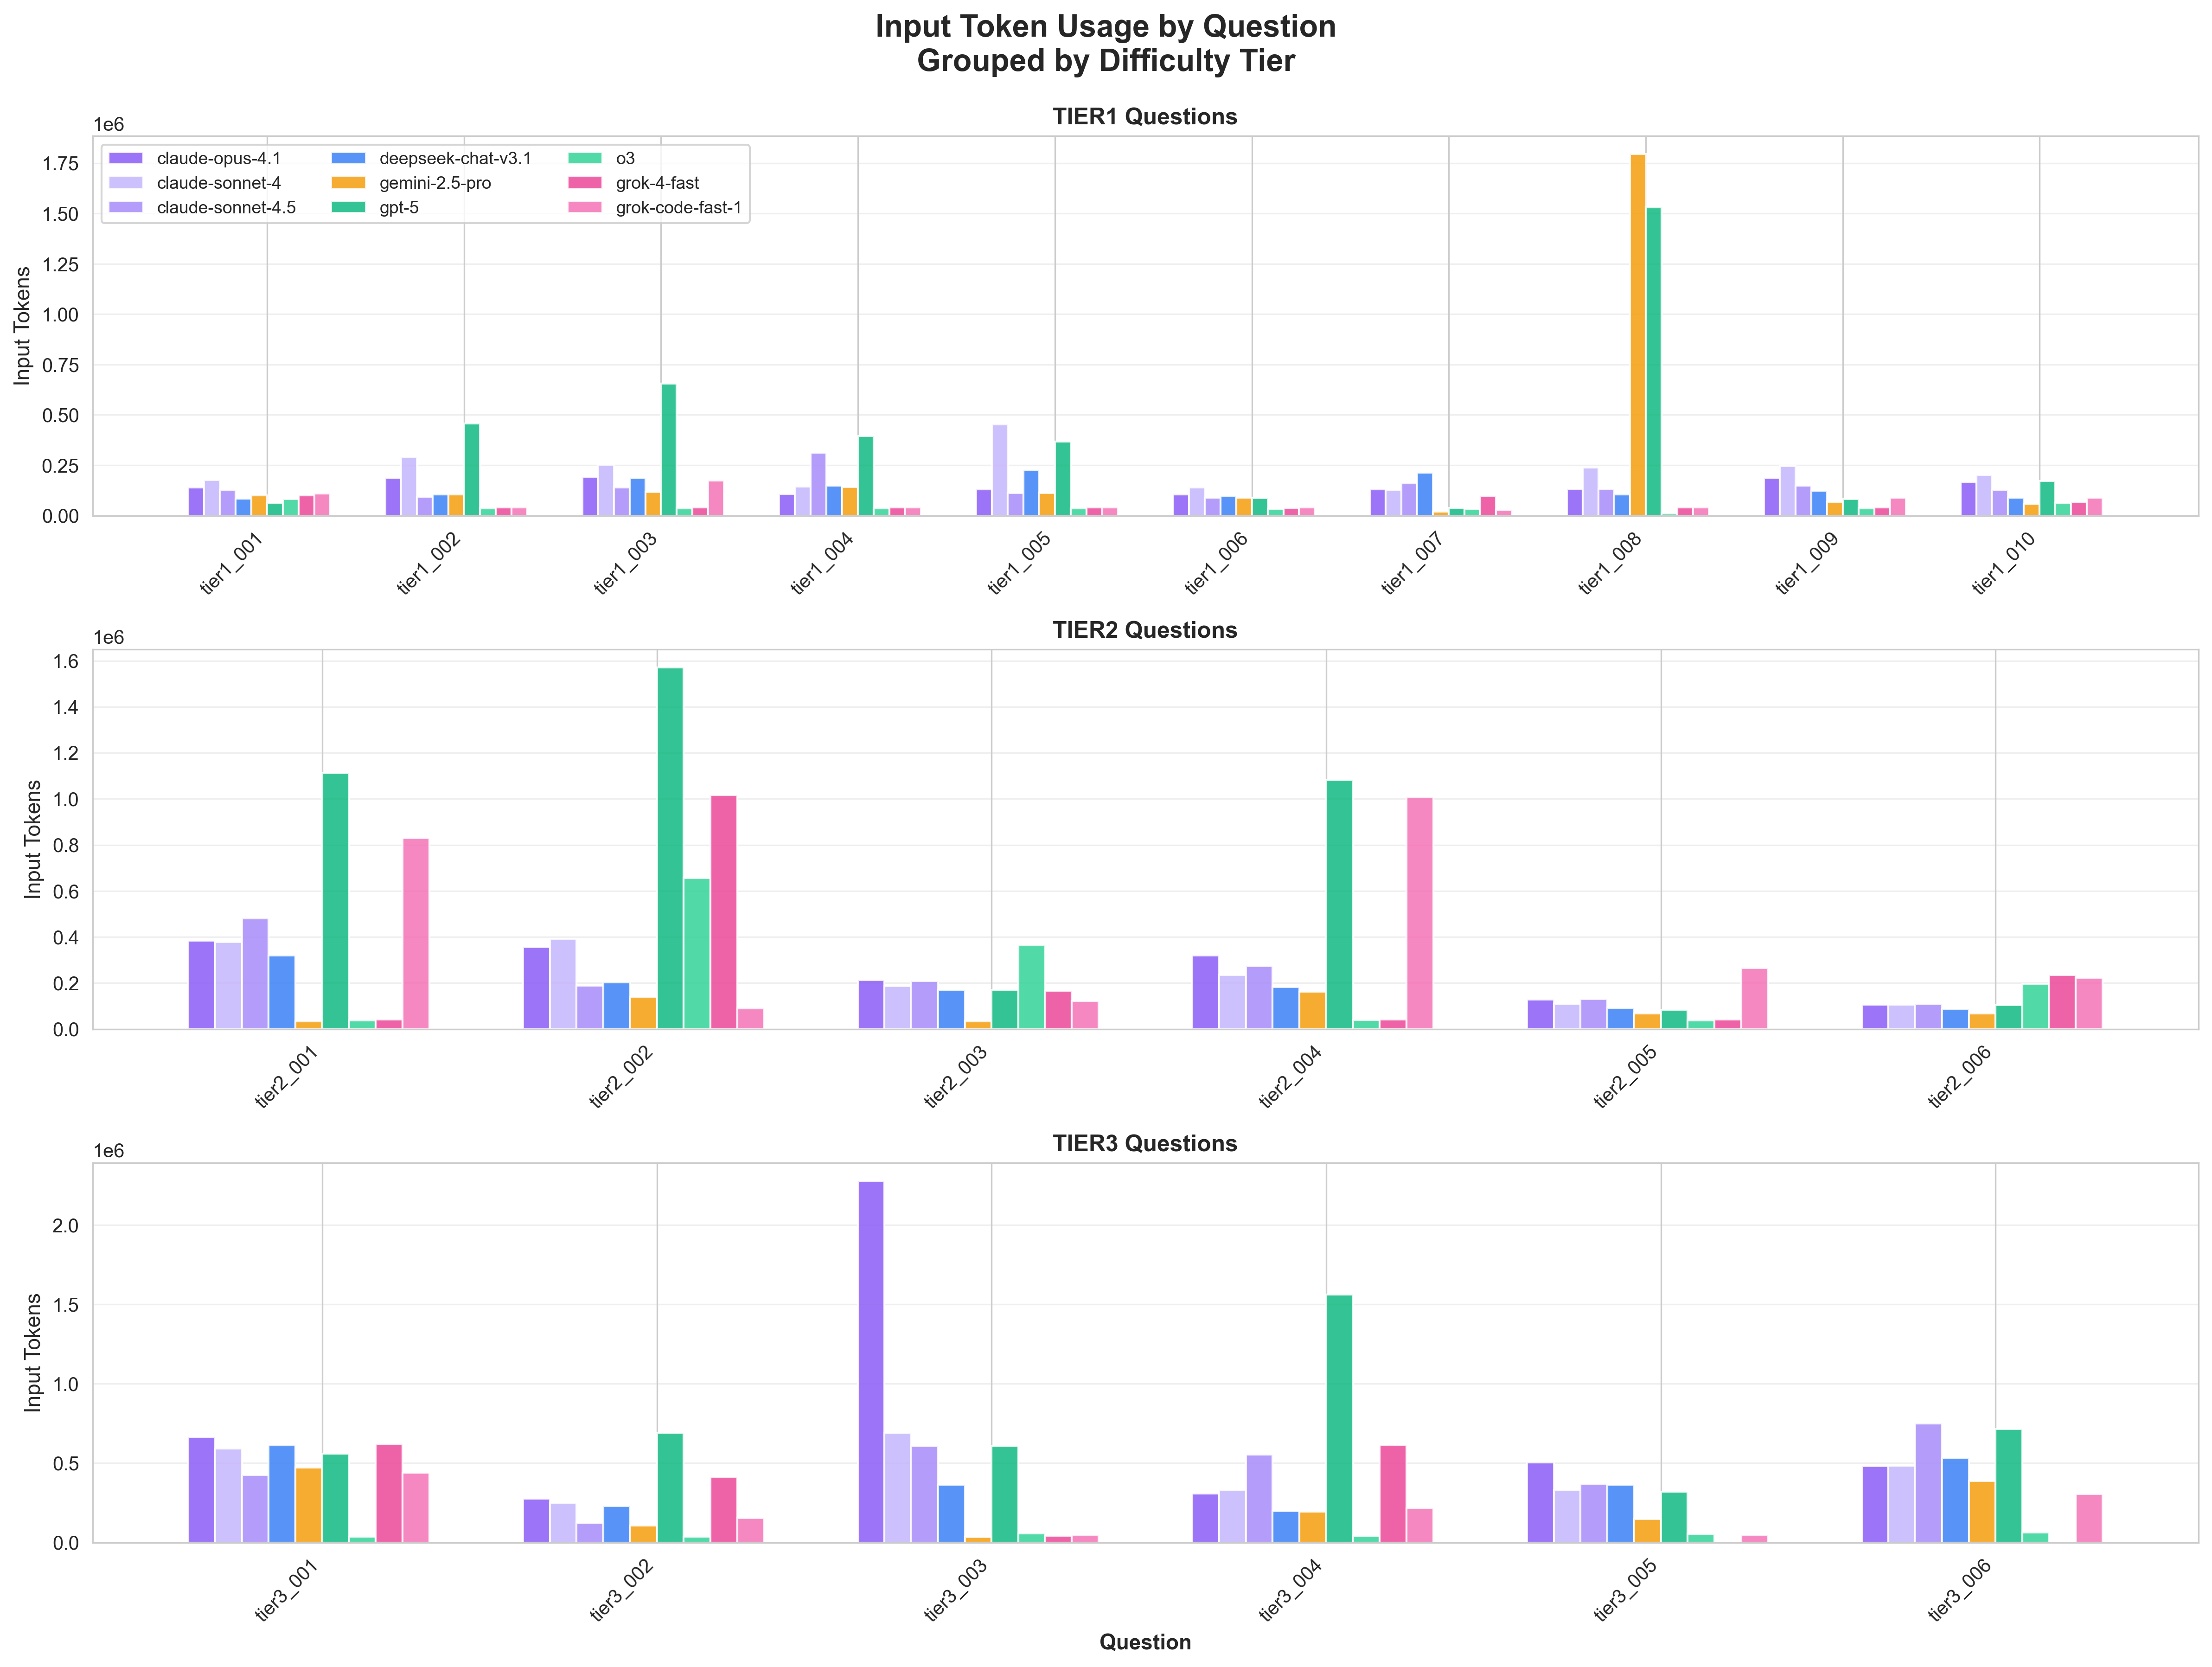 Input Token Usage by Question
Grouped by Difficulty Tier
TIER1 Questions
1e6
claude-opus-4.1
claude-sonnet-4
claude-sonnet-4.5
deepseek-chat-v3.1
gemini-2.5-pro
gpt-5
o3
grok-4-fast
grok-code-fast-1
Input Tokens
1.75
1.50
1.25
1.00
0.75
0.50
0.25
0.00
tier1_001
tier1_002
tier1_003
tier1_004
tier1_005
tier1_006
tier1_007
tier1_008
tier1_009
tier1_010
TIER2 Questions
1e6
Input Tokens
1.6
1.4
1.2
1.0
0.8
0.6
0.4
0.2
0.0
tier2_001
tier2_002
tier2_003
tier2_004
tier2_005
tier2_006
TIER3 Questions
1e6
Input Tokens
2.0
1.5
1.0
0.5
0.0
tier3_001
tier3_002
tier3_003
tier3_004
tier3_005
tier3_006
Question